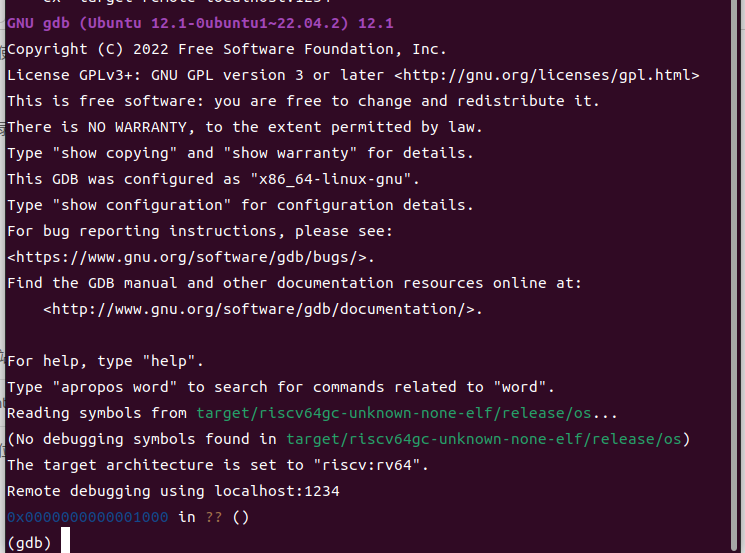 -ex 'target remote localhost:1234'
GNU gdb (Ubuntu 12.1-0ubuntu1~22.04.2) 12.1
Copyright (C) 2022 Free Software Foundation, Inc.
License GPLv3+: GNU GPL version 3 or later <http://gnu.org/licenses/gpl.html>
This is free software: you are free to change and redistribute it.
There is NO WARRANTY, to the extent permitted by law.
Type "show copying" and "show warranty" for details.
This GDB was configured as "x86_64-linux-gnu".
Type "show configuration" for configuration details.
For bug reporting instructions, please see:
<https://www.gnu.org/software/gdb/bugs/>.
Find the GDB manual and other documentation resources online at:
    <http://www.gnu.org/software/gdb/documentation/>.
For help, type "help".
Type "apropos word" to search for commands related to "word".
Reading symbols from target/riscv64gc-unknown-none-elf/release/os...
(No debugging symbols found in target/riscv64gc-unknown-none-elf/release/os)
The target architecture is set to "riscv:rv64".
Remote debugging using localhost:1234
0x0000000000001000 in ?? ()
(gdb)